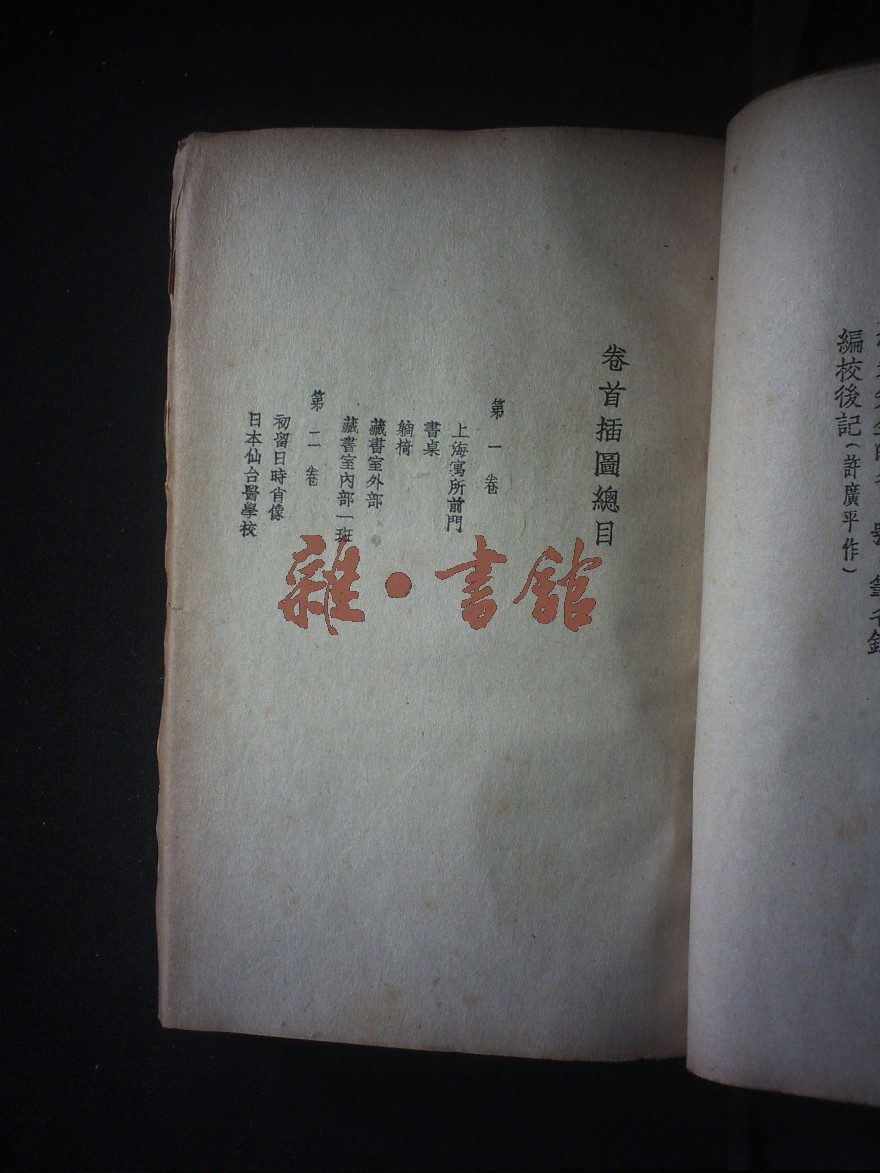 編校後記(許廣平作)
卷首插圖總目
第一卷
上海寓所前門
書桌
躺椅
藏書室外部
藏書室內部一斑
第二卷
初留日時肖像
日本仙台醫學校
雜·書館